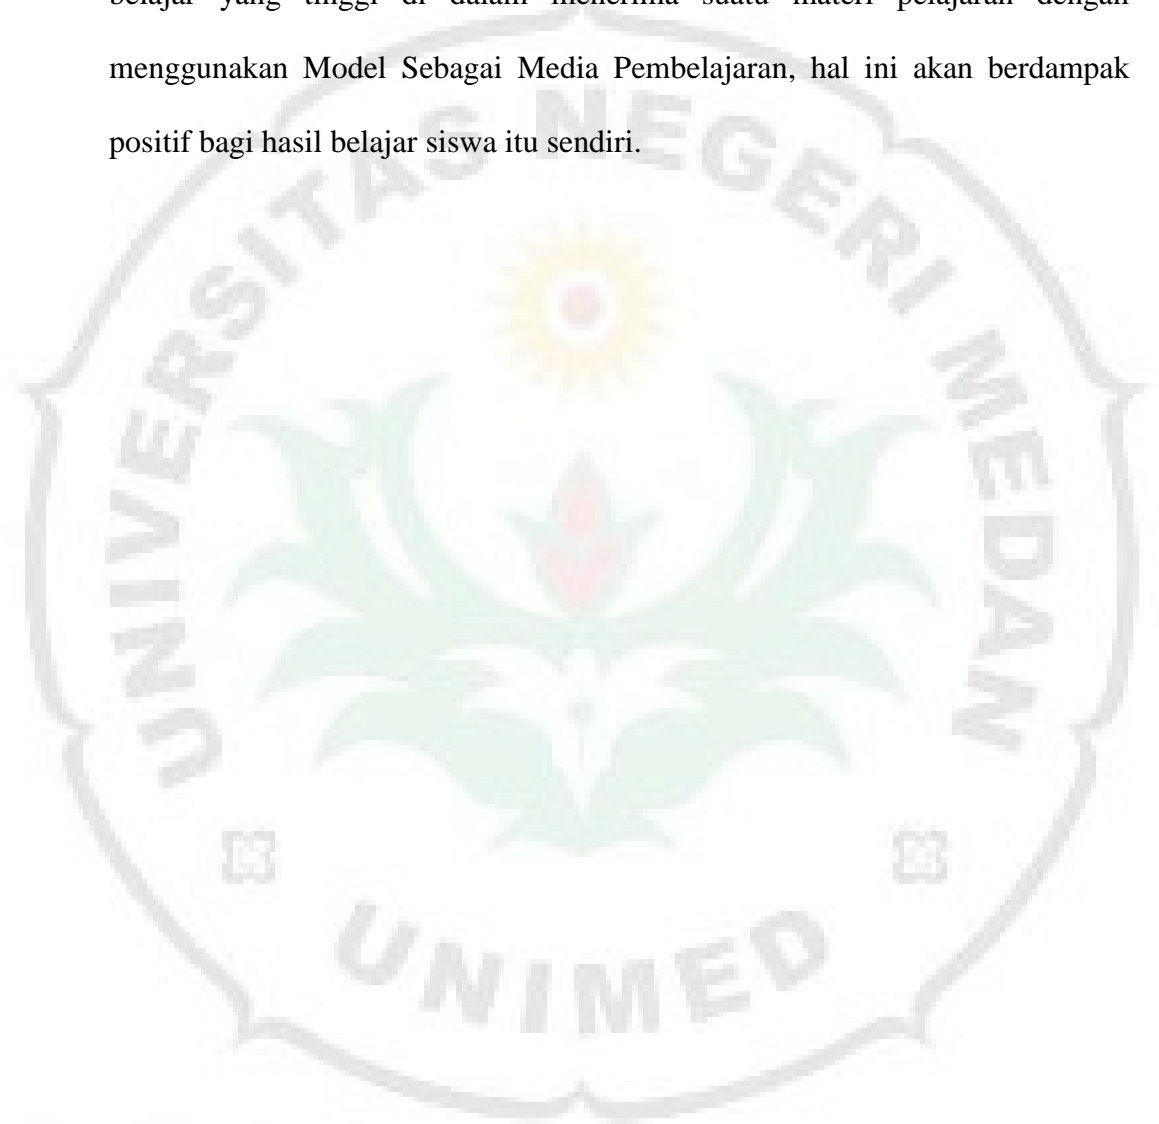 belajar yang tinggi di dalam menerima suatu materi pelajaran dengan
menggunakan Model Sebagai Media Pembelajaran, hal ini akan berdampak
positif bagi hasil belajar siswa itu sendiri.
UNIVERSITAS NEGERI MEDAN
UNIMED